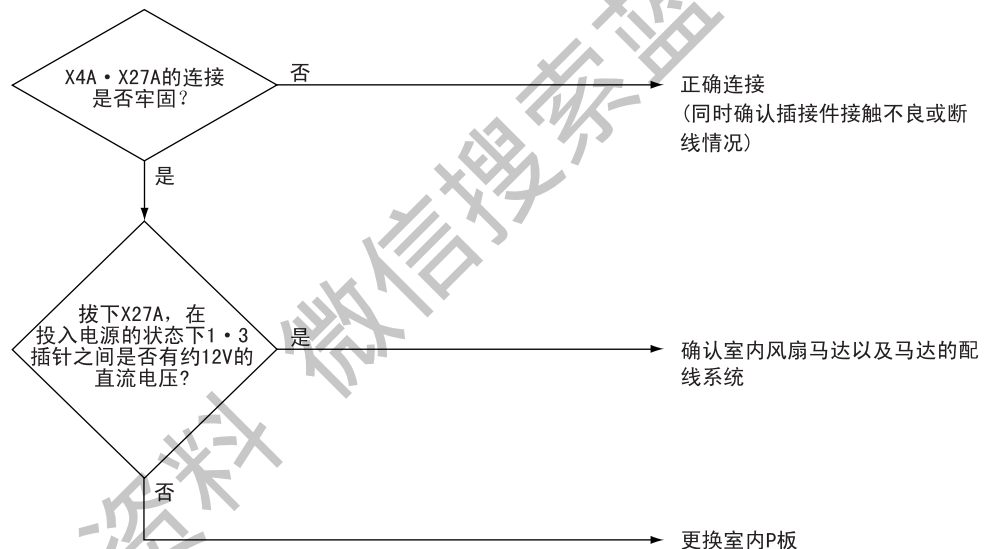 X4A・X27A的连接
是否牢固?
否
正确连接
(同时确认插接件接触不良或断
线情况)
是
拔下X27A，在
投入电源的状态下1・3
插针之间是否有约12V的
直流电压?
是
确认室内风扇马达以及马达的配
线系统
否
更换室内P板
资料 微信搜索蓝